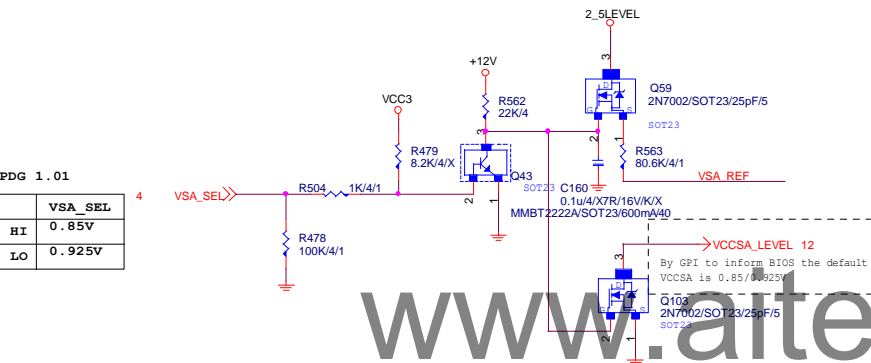 2_5LEVEL
+12V
3
D
G
S
Q59
2N7002/SOT23/25pF/5
SOT23
2
1
VCC3
R562
22K/4
3
R479
8.2K/4/X
Q43
SOT23
R563
80.6K/4/1
VSA_REF
C160
0.1u/4/X7R/16V/K/X
MMBT2222A/SOT23/600mA/40
PDG 1.01
VSA_SEL
HI 0.85V
LO 0.925V
4
VSA_SEL
R504
1K/4/1
2
1
R478
100K/4/1
VCCSA_LEVEL 12
By GPI to inform BIOS the default
VCCSA is 0.85/0.925V
3
D
G
S
Q103
2N7002/SOT23/25pF/5
SOT23
2
1
www.aite